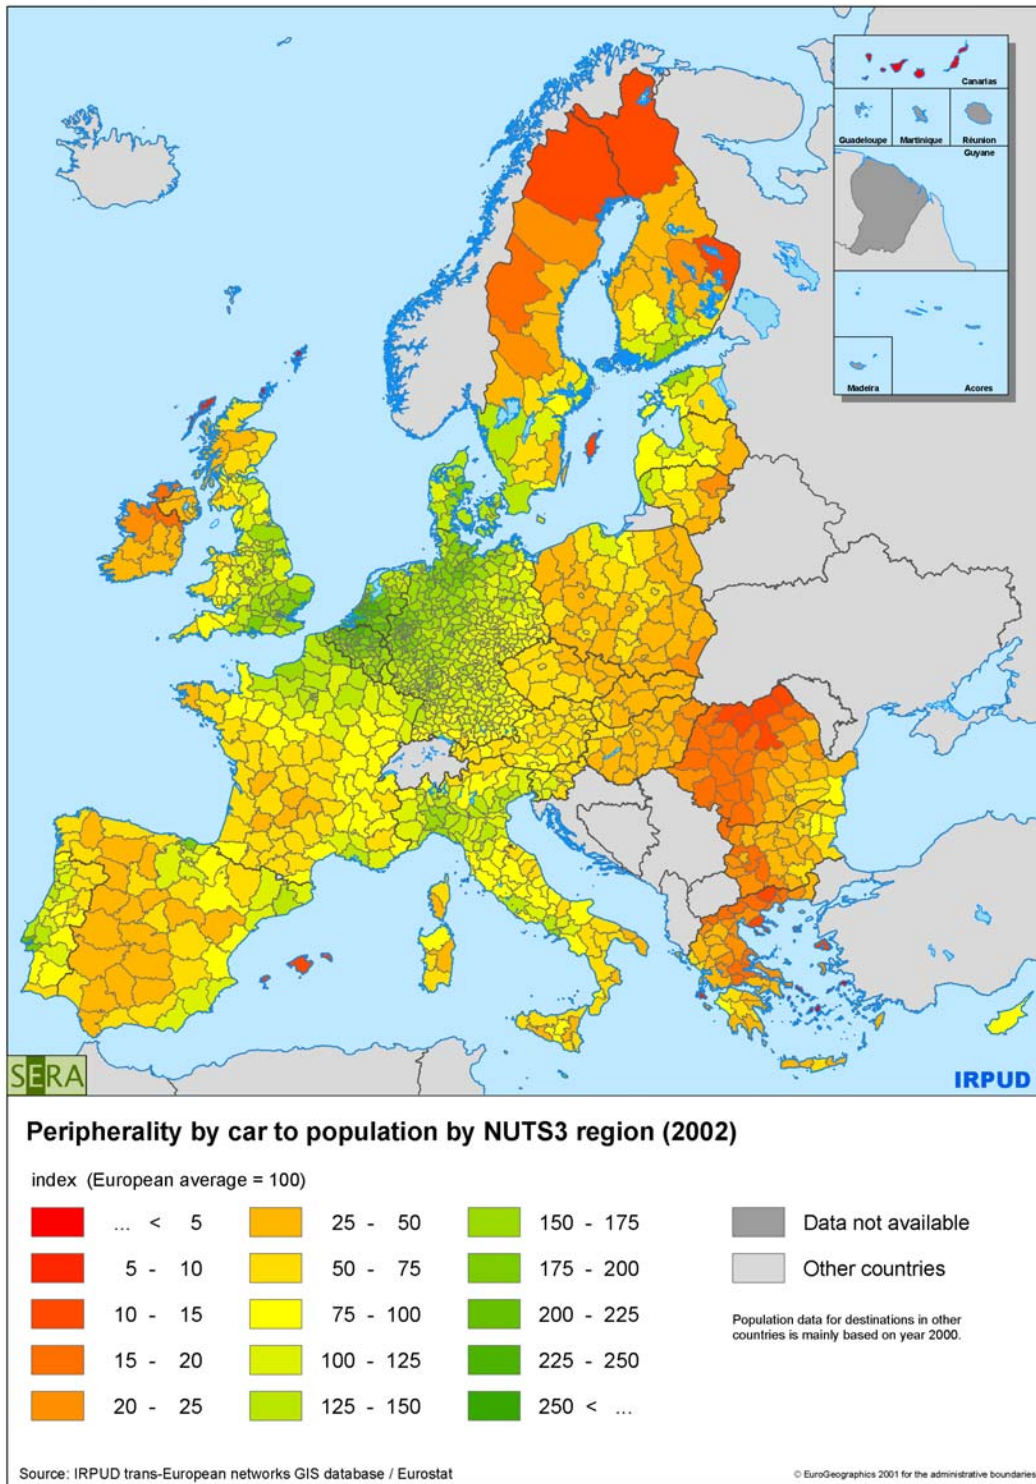 Canarias
Guadeloupe
Martinique
Réunion
Guyane
Madeira
Acores
SERA
IRPUD
Peripherality by car to population by NUTS3 region (2002)
index (European average = 100)
... < 5
5 - 10
10 - 15
15 - 20
20 - 25
25 - 50
50 - 75
75 - 100
100 - 125
125 - 150
150 - 175
175 - 200
200 - 225
225 - 250
250 < ...
Data not available
Other countries
Population data for destinations in other
countries is mainly based on year 2000.
Source: IRPUD trans-European networks GIS database / Eurostat
© EuroGeographics 2001 for the administrative boundaries